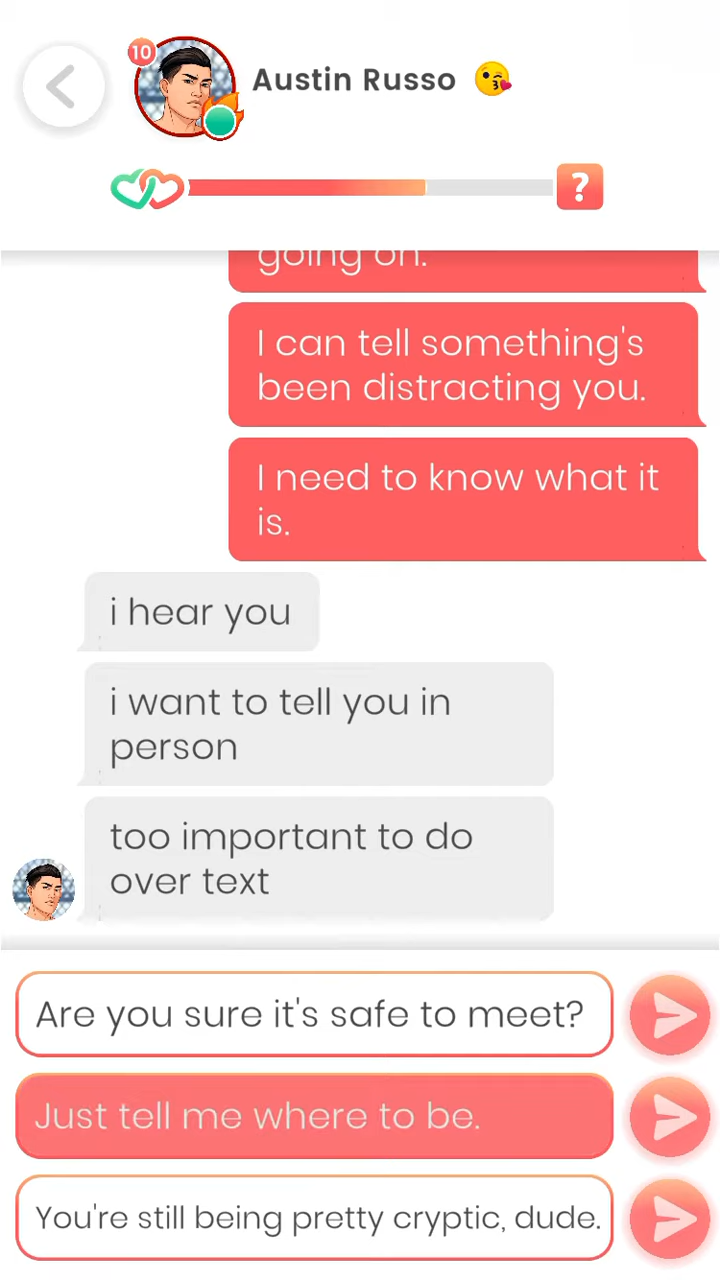 10
Austin Russo 😘
?
going on.
I can tell something's
been distracting you.
I need to know what it
is.
i hear you
i want to tell you in
person
too important to do
over text
Are you sure it's safe to meet?
Just tell me where to be.
You're still being pretty cryptic, dude.